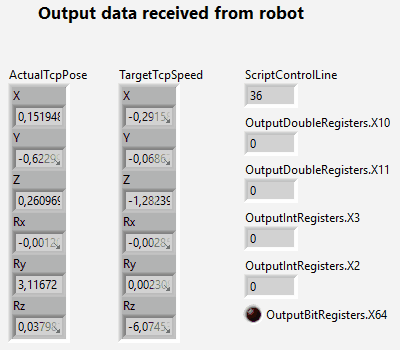 Output data received from robot
ActualTcpPose
X
0,151948
Y
-0,6229
Z
0,260969
Rx
-0,0012
Ry
3,11672
Rz
0,03798
TargetTcpSpeed
X
-0,2915
Y
-0,0686
Z
-1,28239
Rx
-0,0028
Ry
0,00230
Rz
-6,0745
ScriptControlLine
36
OutputDoubleRegisters.X10
0
OutputDoubleRegisters.X11
0
OutputIntRegisters.X3
0
OutputIntRegisters.X2
0
OutputBitRegisters.X64